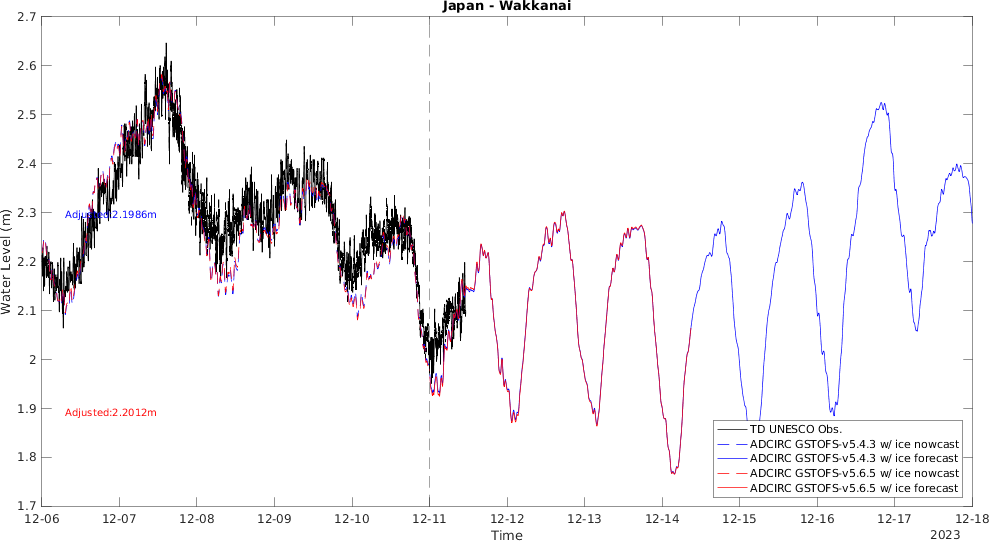 Japan - Wakkanai
2.7
2.6
2.5
2.4
2.3
2.2
2.1
2
1.9
1.8
1.7
Water Level (m)
Adjusted:2.1986m
Adjusted:2.2012m
TD UNESCO Obs.
ADCIRC GSTOFS-v5.4.3 w/ ice nowcast
ADCIRC GSTOFS-v5.4.3 w/ ice forecast
ADCIRC GSTOFS-v5.6.5 w/ ice nowcast
ADCIRC GSTOFS-v5.6.5 w/ ice forecast
12-06 12-07 12-08 12-09 12-10 12-11 12-12 12-13 12-14 12-15 12-16 12-17 12-18
Time
2023